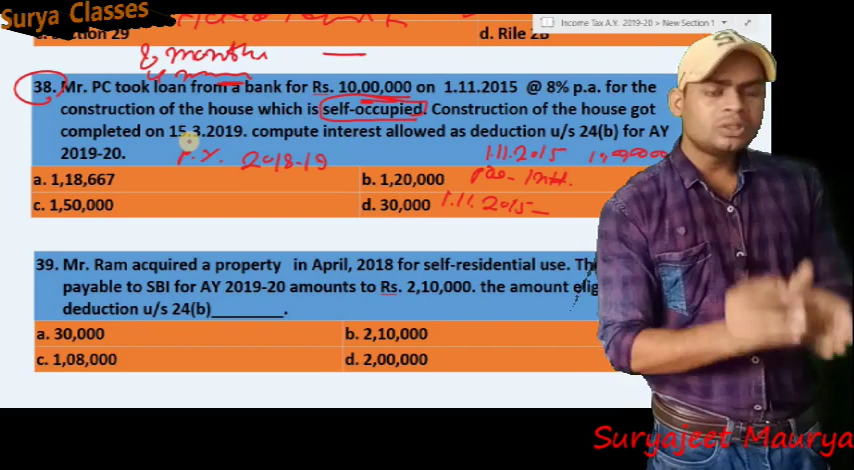 Surya Classes
Income Tax A.Y. 2019-20 > New Section 1
c. Section 29
d. Rile 2B
8 months
38. Mr. PC took loan from a bank for Rs. 10,00,000 on 1.11.2015 @ 8% p.a. for the
construction of the house which is self-occupied. Construction of the house got
completed on 15.3.2019. compute interest allowed as deduction u/s 24(b) for AY
2019-20.
P.Y. 2018-19
1.11.2015
a. 1,18,667
b. 1,20,000
Pre- Intt.
c. 1,50,000
d. 30,000
1.11.2015-
39. Mr. Ram acquired a property in April, 2018 for self-residential use.
payable to SBI for AY 2019-20 amounts to Rs. 2,10,000. the amount elig
deduction u/s 24(b)________.
a. 30,000
b. 2,10,000
c. 1,08,000
d. 2,00,000
Suryajeet Maurya